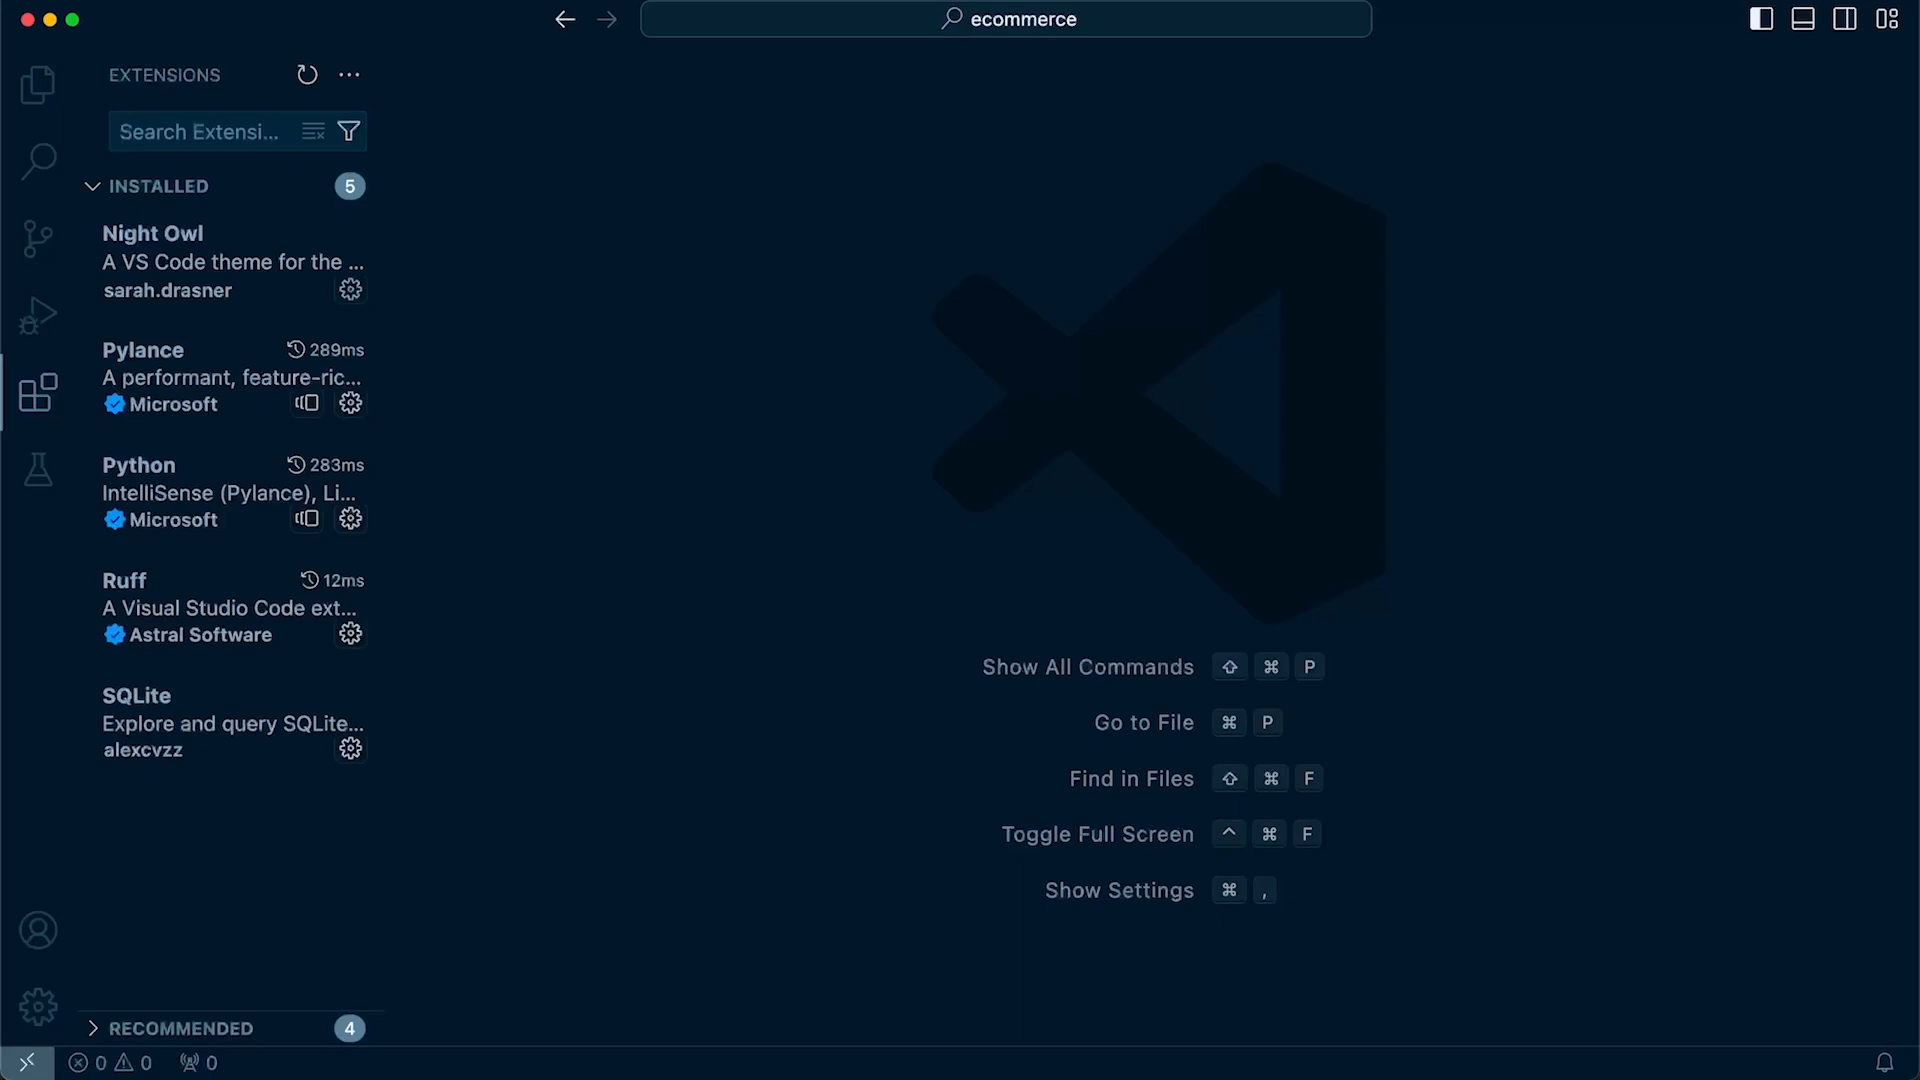 ecommerce
EXTENSIONS
Search Extensi...
INSTALLED 5
Night Owl
A VS Code theme for the ...
sarah.drasner
Pylance 289ms
A performant, feature-ric...
Microsoft
Python 283ms
IntelliSense (Pylance), Li...
Microsoft
Ruff 12ms
A Visual Studio Code ext...
Astral Software
SQLite
Explore and query SQLite...
alexcvzz
Show All Commands ⇧ ⌘ P
Go to File ⌘ P
Find in Files ⇧ ⌘ F
Toggle Full Screen ^ ⌘ F
Show Settings ⌘ ,
RECOMMENDED 4
0 0 0